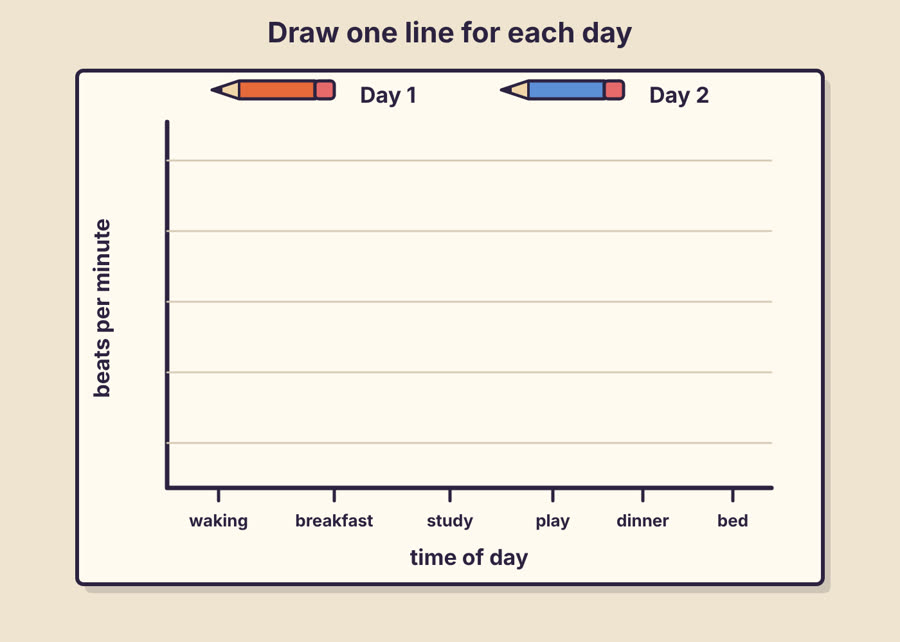 Draw one line for each day
Day 1
Day 2
beats per minute
waking
breakfast
study
play
dinner
bed
time of day